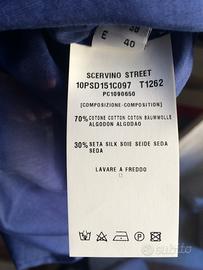 38
E 40
SCERVINO STREET
10PSD151C097 T1262
PC1090650
[COMPOSIZIONE-COMPOSITION]
70% COTONE COTTON COTON BAUMWOLLE
ALGODON ALGODAO
30% SETA SILK SOIE SEIDE SEDA
SEDA
LAVARE A FREDDO
subito